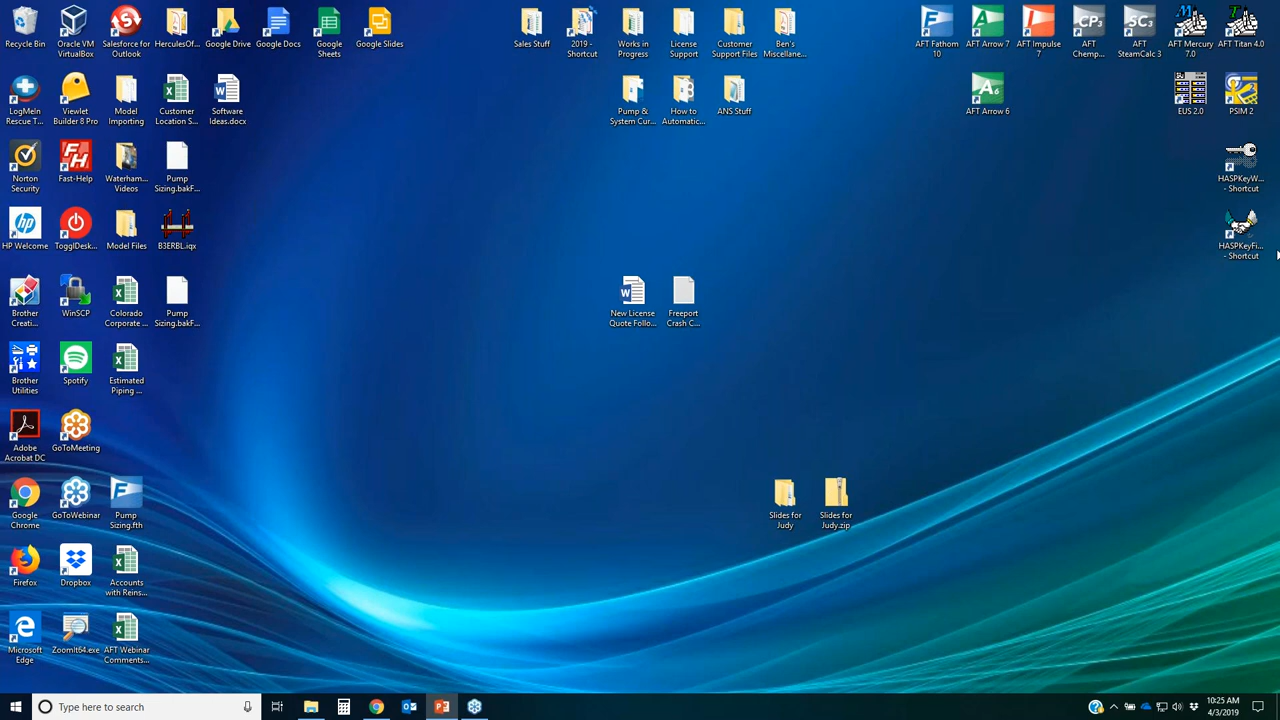 Recycle Bin
Oracle VM
VirtualBox
Salesforce for
Outlook
HerculesOf...
Google Drive
Google Docs
Google
Sheets
Google Slides
Sales Stuff
2019 -
Shortcut
Works in
Progress
License
Support
Customer
Support Files
Ben's
Miscellane...
AFT Fathom
10
AFT Arrow 7
AFT Impulse
7
AFT
Chemp...
AFT
SteamCalc 3
AFT Mercury
7.0
AFT Titan 4.0
LogMeIn
Rescue T...
Viewlet
Builder 8 Pro
Model
Importing
Customer
Location S...
Software
Ideas.docx
Pump &
System Cur...
How to
Automatic...
ANS Stuff
AFT Arrow 6
EUS 2.0
PSIM 2
Norton
Security
Fast-Help
Waterham...
Videos
Pump
Sizing.bakF...
HASPKeyW...
- Shortcut
HP Welcome
TogglDesk...
Model Files
B3ERBL.iqx
HASPKeyFi...
- Shortcut
Brother
Creati...
WinSCP
Colorado
Corporate ...
Pump
Sizing.bakF...
New License
Quote Follo...
Freeport
Crash C...
Brother
Utilities
Spotify
Estimated
Piping ...
Adobe
Acrobat DC
GoToMeeting
Google
Chrome
GoToWebinar
Pump
Sizing.fth
Slides for
Judy
Slides for
Judy.zip
Firefox
Dropbox
Accounts
with Reins...
Microsoft
Edge
ZoomIt64.exe
AFT Webinar
Comments...
Type here to search
10:25 AM
4/3/2019